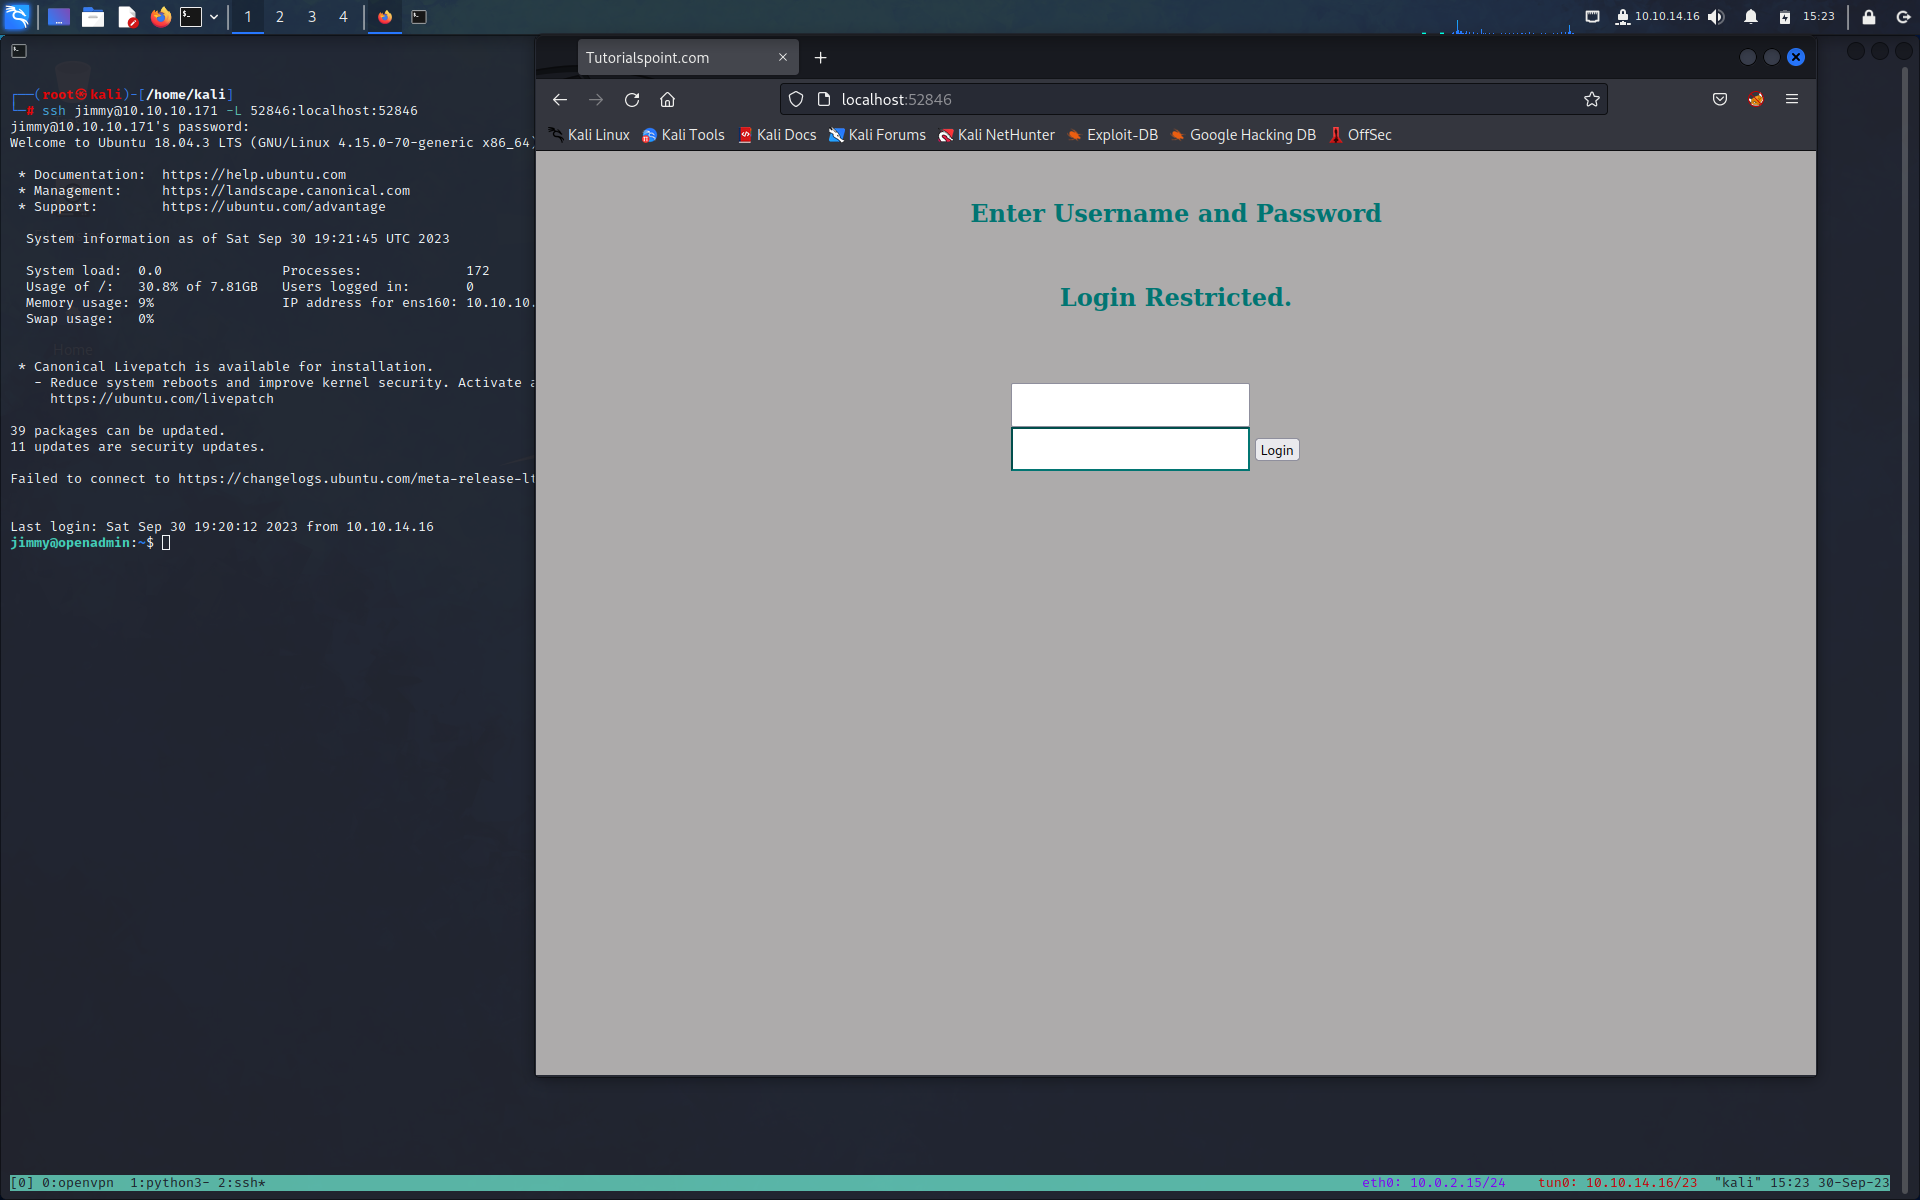 1 2 3 4 10.10.14.16 15:23
┌──(root㉿kali)-[/home/kali]
└─# ssh jimmy@10.10.10.171 -L 52846:localhost:52846
jimmy@10.10.10.171's password:
Welcome to Ubuntu 18.04.3 LTS (GNU/Linux 4.15.0-70-generic x86_64)
* Documentation: https://help.ubuntu.com
* Management: https://landscape.canonical.com
* Support: https://ubuntu.com/advantage
System information as of Sat Sep 30 19:21:45 UTC 2023
System load: 0.0 Processes: 172
Usage of /: 30.8% of 7.81GB Users logged in: 0
Memory usage: 9% IP address for ens160: 10.10.10.
Swap usage: 0%
Home
* Canonical Livepatch is available for installation.
- Reduce system reboots and improve kernel security. Activate a
https://ubuntu.com/livepatch
39 packages can be updated.
11 updates are security updates.
Failed to connect to https://changelogs.ubuntu.com/meta-release-lt
Last login: Sat Sep 30 19:20:12 2023 from 10.10.14.16
jimmy@openadmin:~$
Tutorialspoint.com
localhost:52846
Kali Linux Kali Tools Kali Docs Kali Forums Kali NetHunter Exploit-DB Google Hacking DB OffSec
Enter Username and Password
Login Restricted.
Login
[0] 0:openvpn 1:python3- 2:ssh* eth0: 10.0.2.15/24 tun0: 10.10.14.16/23 "kali" 15:23 30-Sep-23